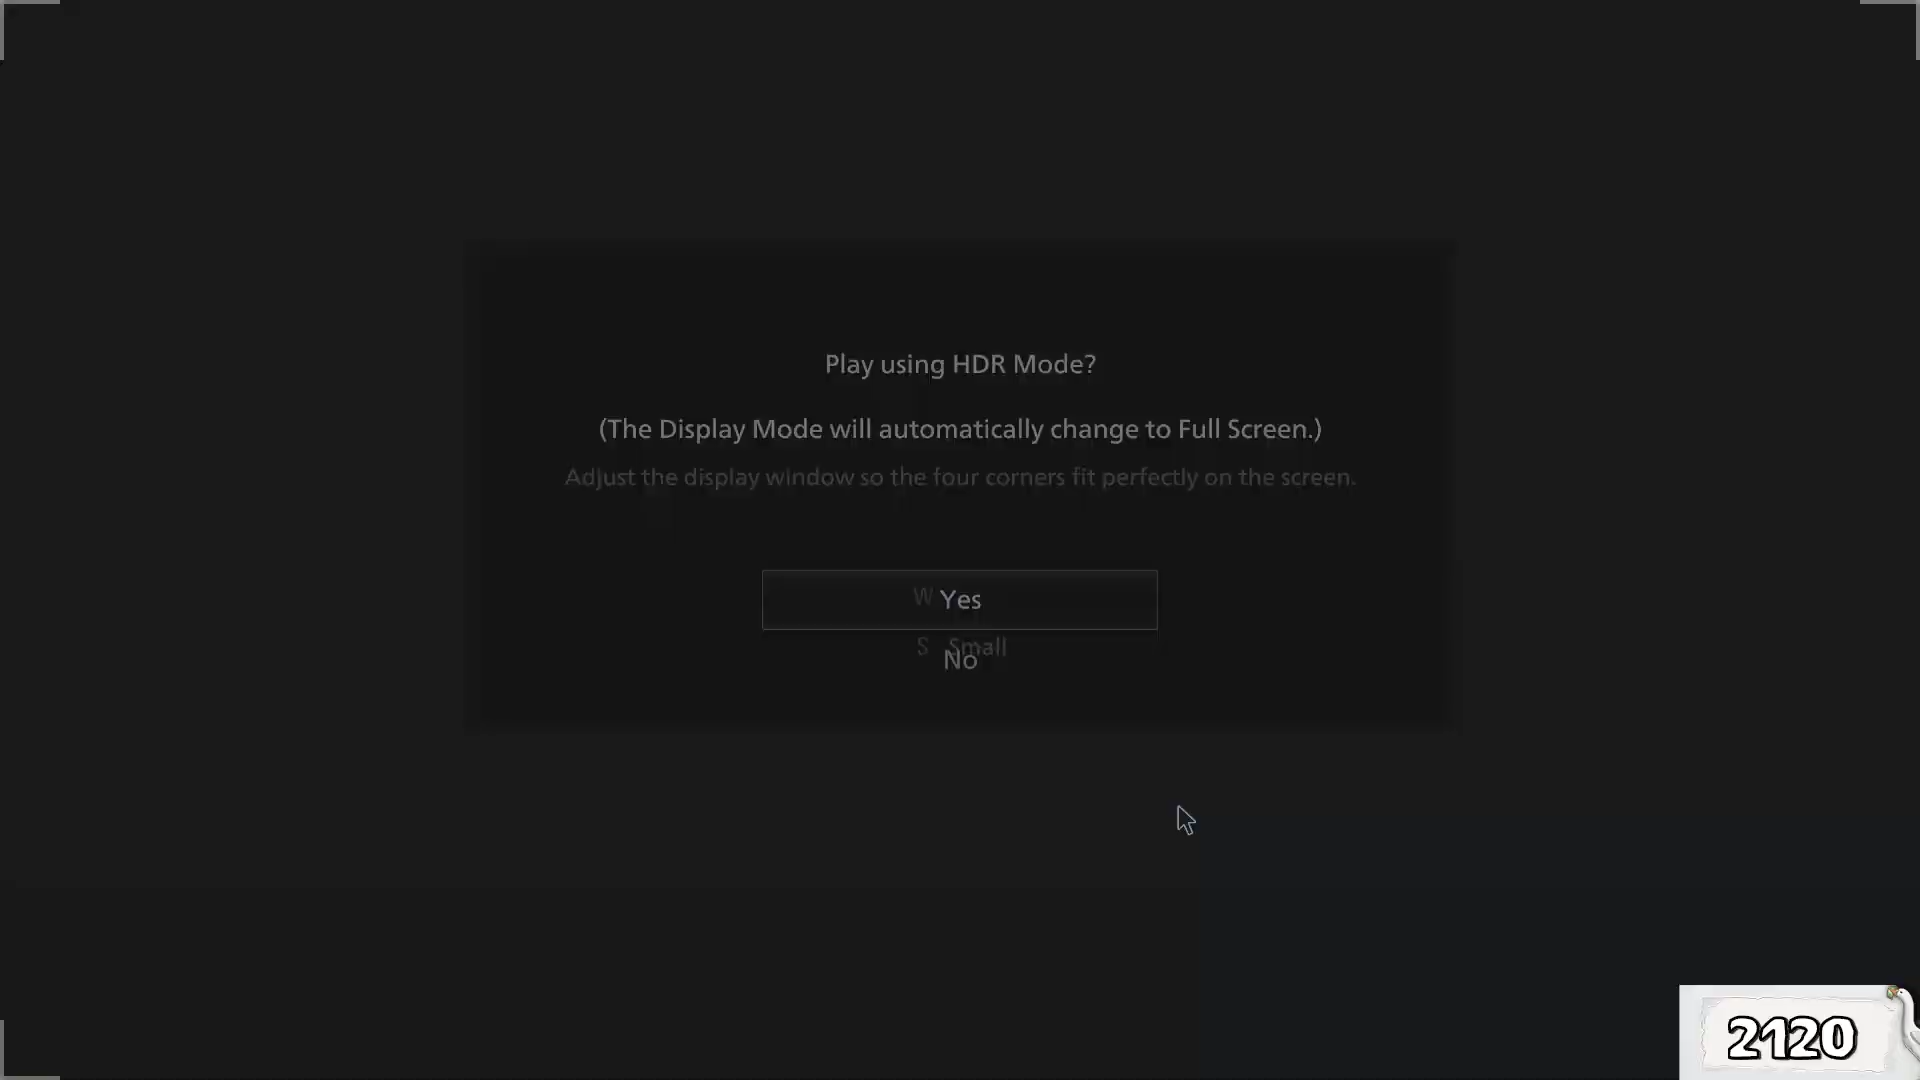 Play using HDR Mode?
(The Display Mode will automatically change to Full Screen.)
Adjust the display window so the four corners fit perfectly on the screen.
W
Yes
S Small
No
2120